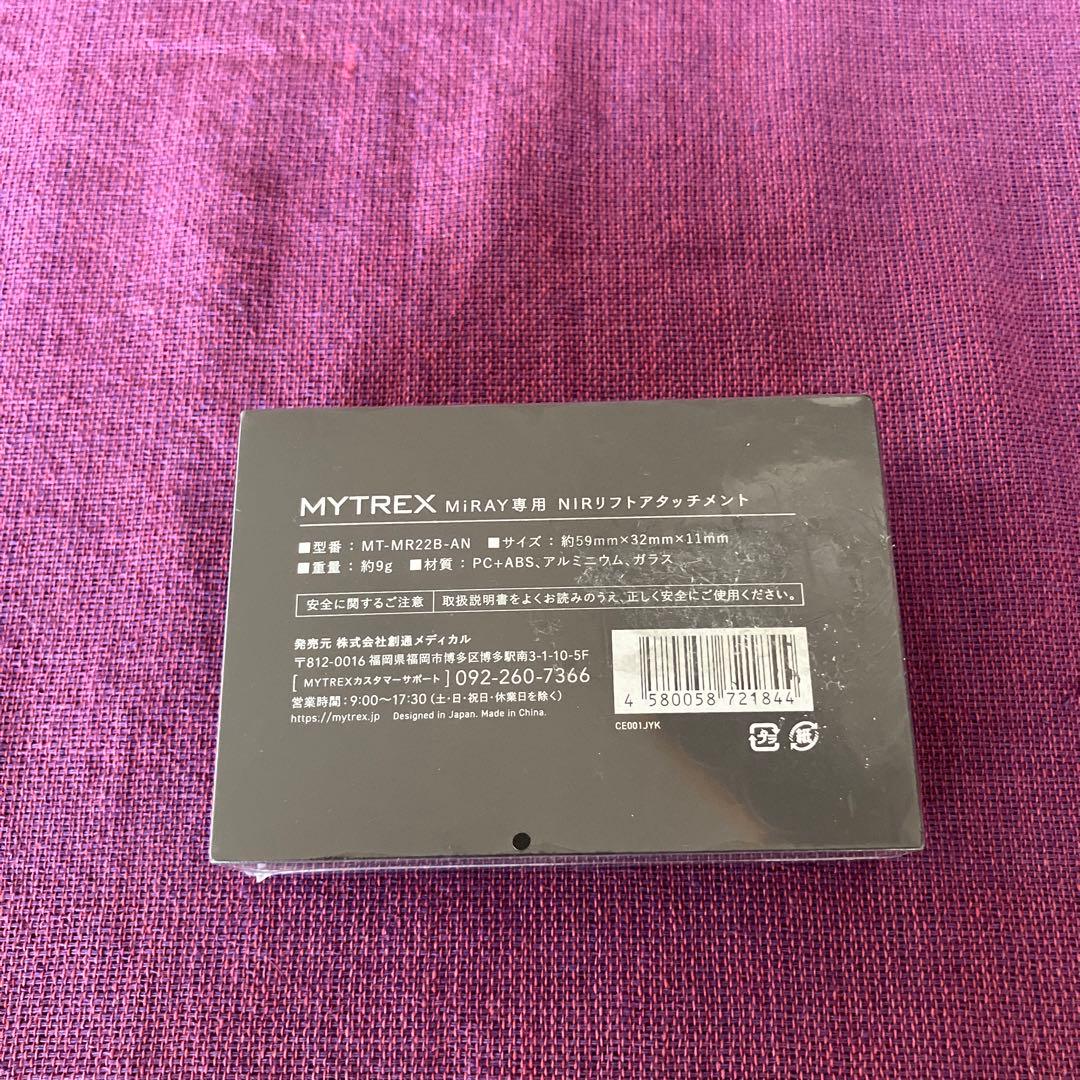 MYTREX MiRAY専用 NIRリフトアタッチメント
■型番：MT-MR22B-AN ■サイズ：約59mm×32mm×11mm
■重量：約9g ■材質：PC+ABS、アルミニウム、ガラス
安全に関するご注意 取扱説明書をよくお読みのうえ、正しく安全にご使用ください。
発売元 株式会社創通メディカル
〒812-0016 福岡県福岡市博多区博多駅南3-1-10-5F
[MYTREXカスタマーサポート] 092-260-7366
営業時間：9:00〜17:30（土・日・祝日・休業日を除く）
https://mytrex.jp Designed in Japan. Made in China.
4 580058 721844
CE001JYK
プラ 紙